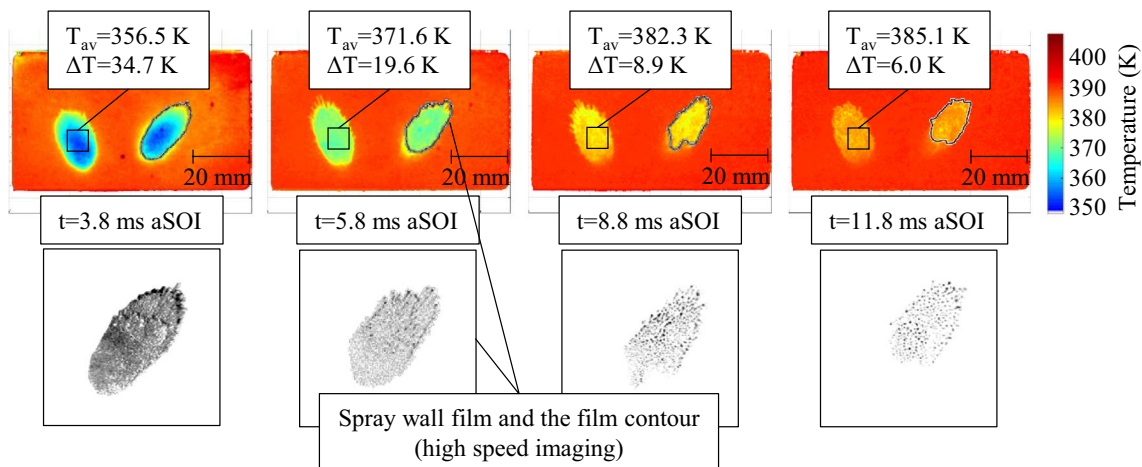 T_av=356.5 K
ΔT=34.7 K
T_av=371.6 K
ΔT=19.6 K
T_av=382.3 K
ΔT=8.9 K
T_av=385.1 K
ΔT=6.0 K
20 mm
20 mm
20 mm
20 mm
400
390
380
370
360
350
Temperature (K)
t=3.8 ms aSOI
t=5.8 ms aSOI
t=8.8 ms aSOI
t=11.8 ms aSOI
Spray wall film and the film contour
(high speed imaging)